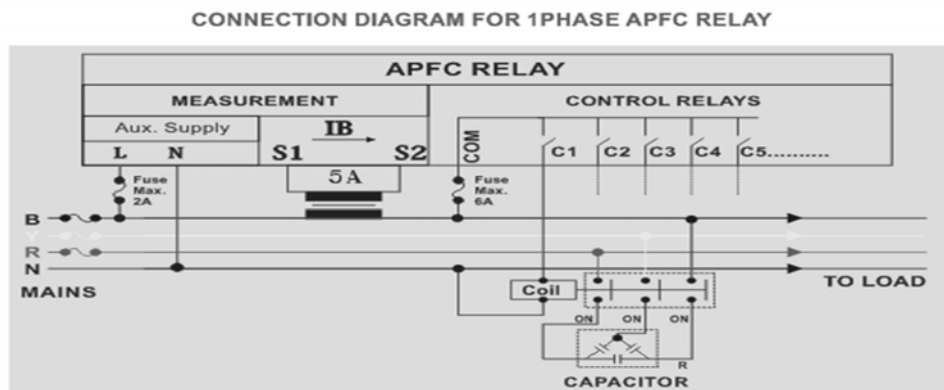 CONNECTION DIAGRAM FOR 1PHASE APFC RELAY
APFC RELAY
MEASUREMENT
CONTROL RELAYS
Aux. Supply
IB
L N
S1 S2
COM
C1 C2 C3 C4 C5..........
Fuse
Max.
2A
5A
Fuse
Max.
6A
B
Y
R
N
MAINS
TO LOAD
Coil
ON ON ON
R
CAPACITOR